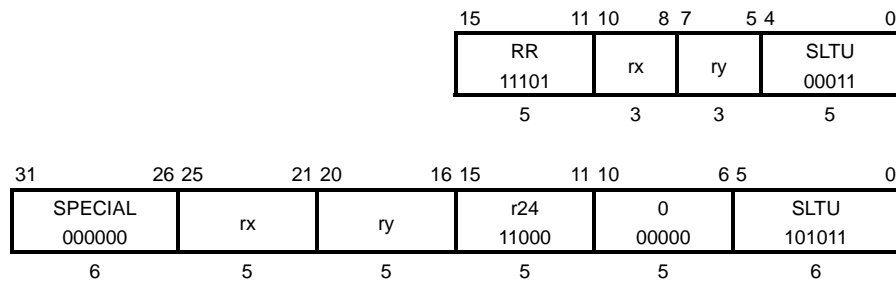 15 11 10 8 7 5 4 0
RR rx ry SLTU
11101 00011
5 3 3 5
31 26 25 21 20 16 15 11 10 6 5 0
SPECIAL rx ry r24 0 SLTU
000000 11000 00000 101011
6 5 5 5 5 6